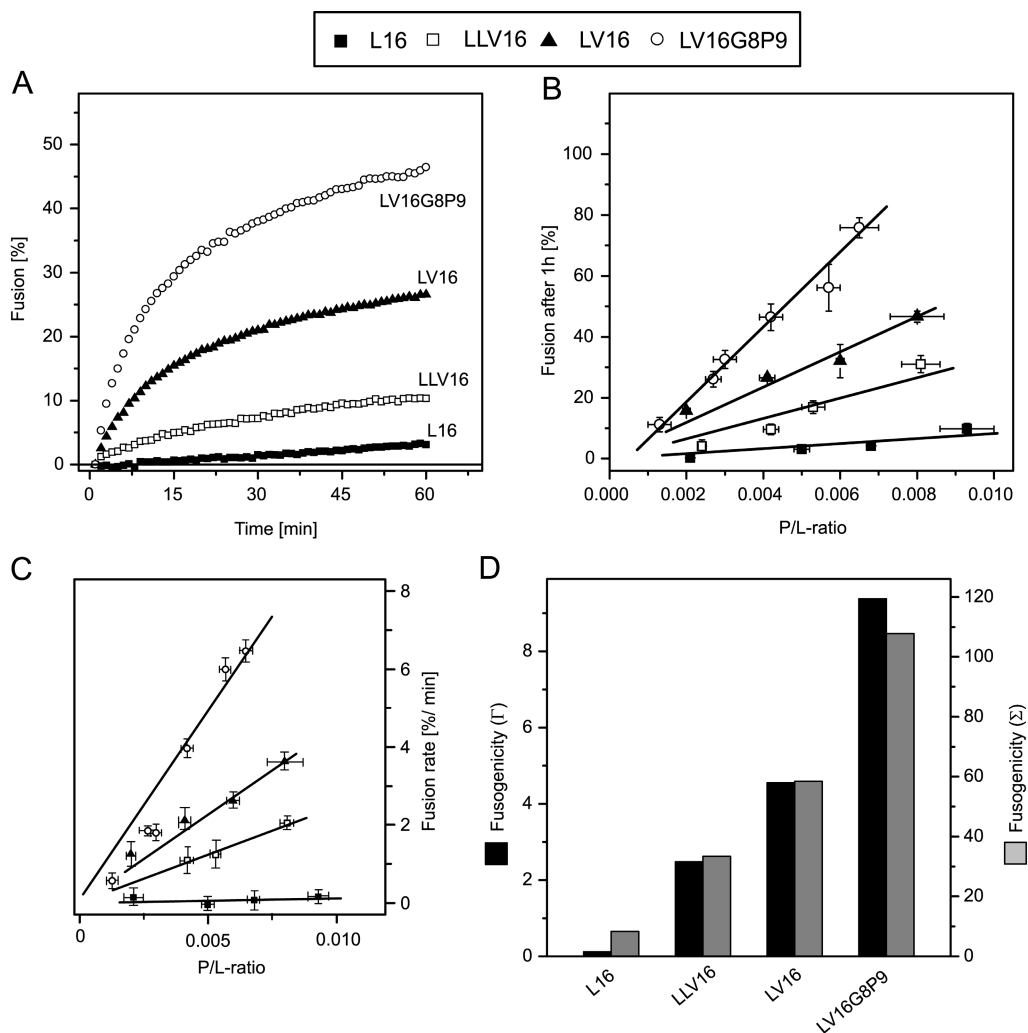 L16 LLV16 LV16 LV16G8P9
A
Fusion [%]
50
40
30
20
10
0
LV16G8P9
LV16
LLV16
L16
0 15 30 45 60
Time [min]
B
Fusion after 1h [%]
100
80
60
40
20
0
0.000 0.002 0.004 0.006 0.008 0.010
P/L-ratio
C
8
6
4
2
0
Fusion rate [%/ min]
0 0.005 0.010
P/L-ratio
D
Fusogenicity (Γ)
8
6
4
2
0
120
100
80
60
40
20
0
Fusogenicity (Σ)
L16 LLV16 LV16 LV16G8P9